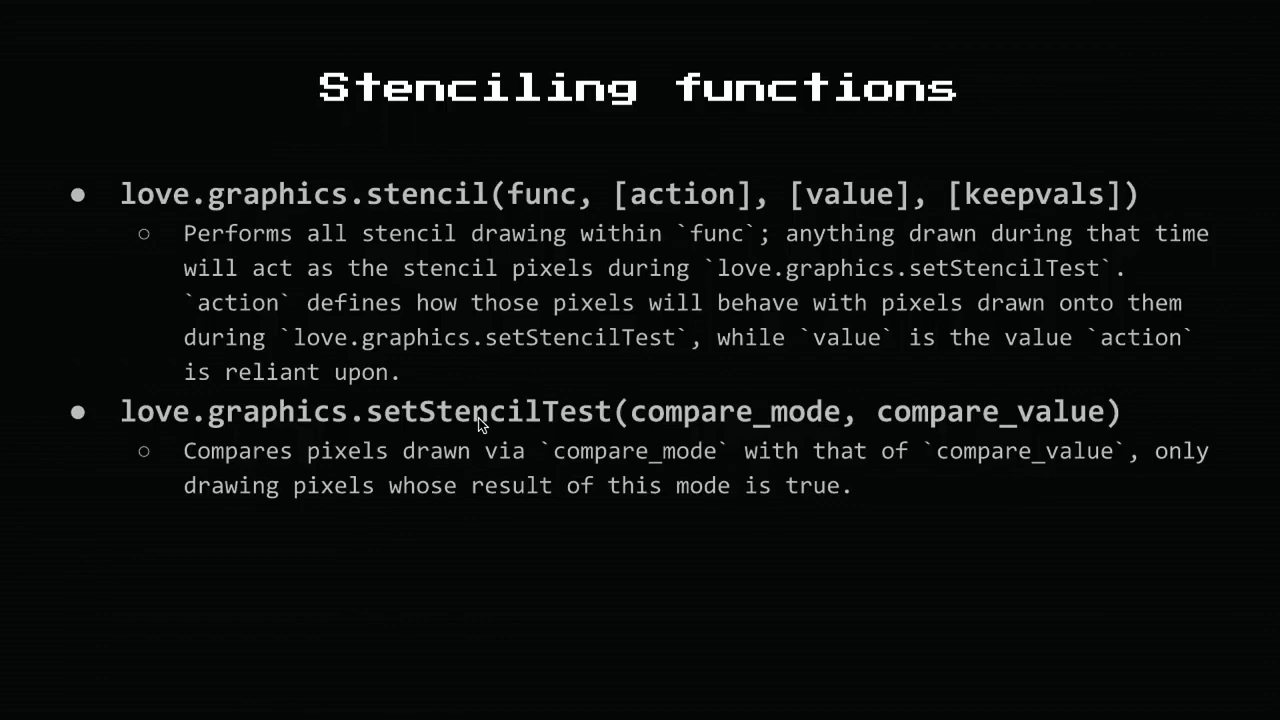 Stenciling functions
● love.graphics.stencil(func, [action], [value], [keepvals])
○ Performs all stencil drawing within `func`; anything drawn during that time
will act as the stencil pixels during `love.graphics.setStencilTest`.
`action` defines how those pixels will behave with pixels drawn onto them
during `love.graphics.setStencilTest`, while `value` is the value `action`
is reliant upon.
● love.graphics.setStencilTest(compare_mode, compare_value)
○ Compares pixels drawn via `compare_mode` with that of `compare_value`, only
drawing pixels whose result of this mode is true.